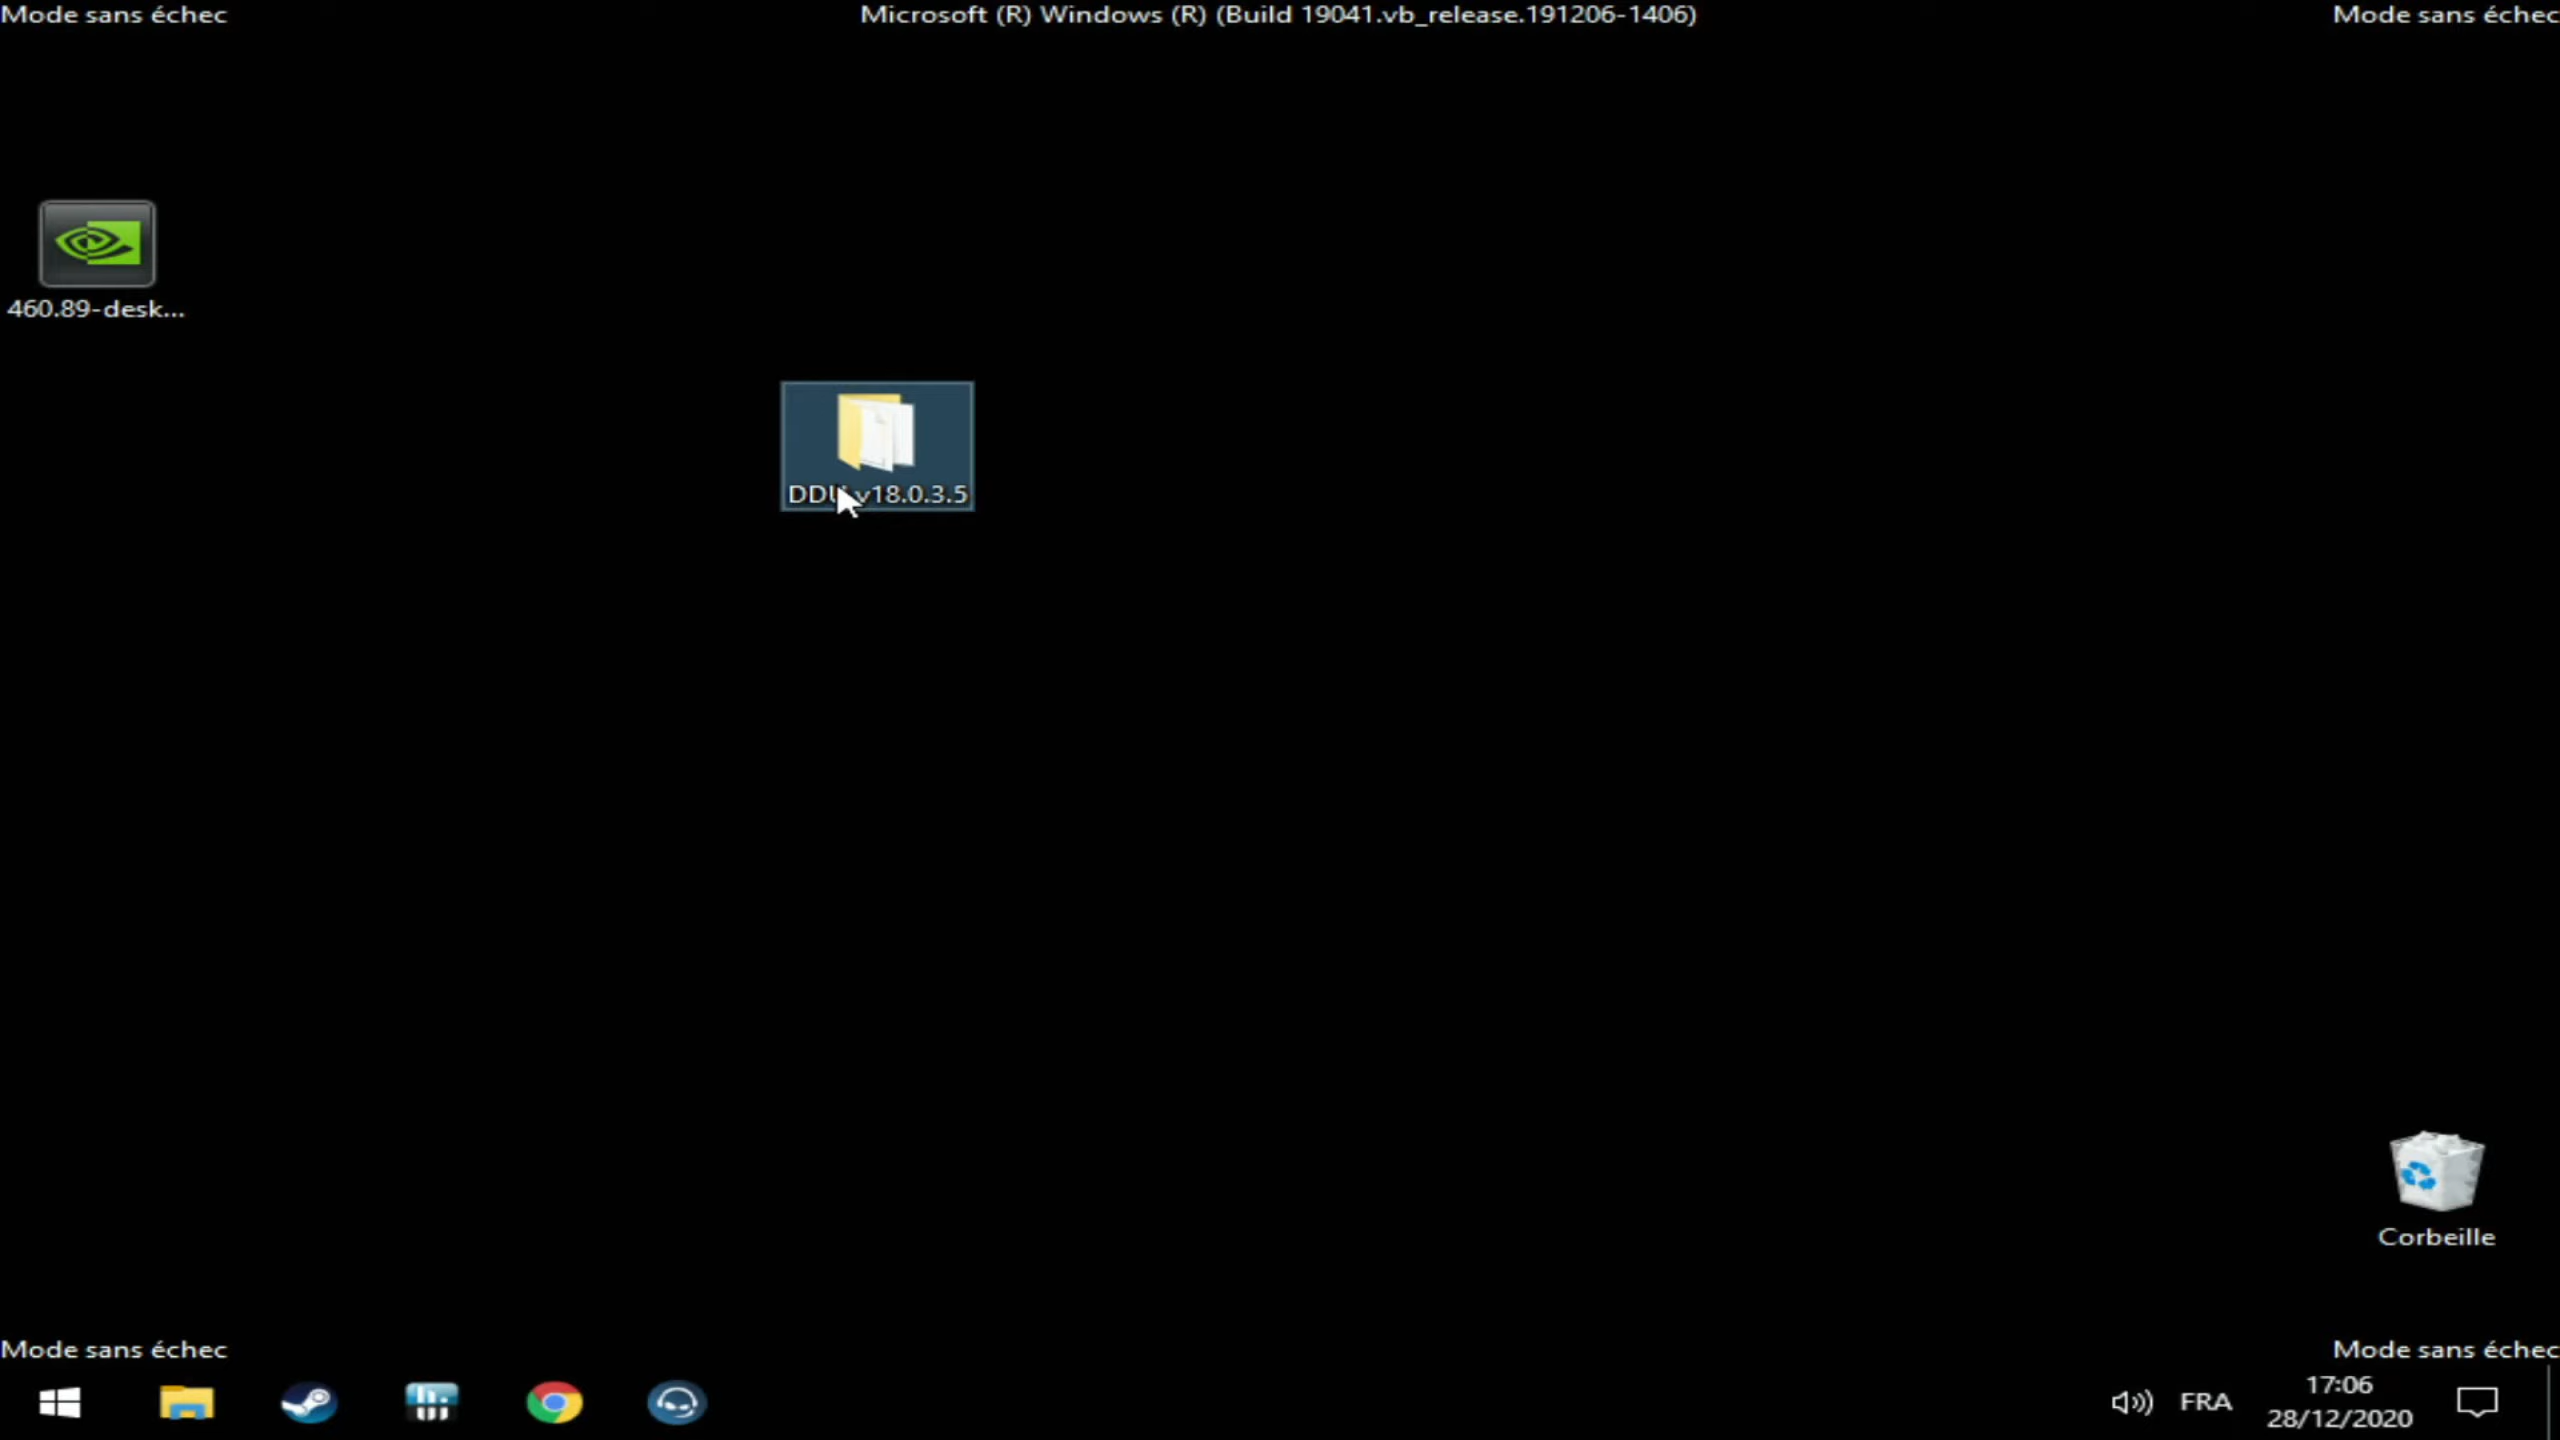 Mode sans échec
Microsoft (R) Windows (R) (Build 19041.vb_release.191206-1406)
Mode sans échec
460.89-desk...
DDU v18.0.3.5
Corbeille
Mode sans échec
Mode sans échec
FRA
17:06
28/12/2020